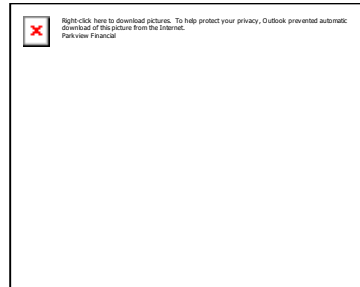 Right-click here to download pictures. To help protect your privacy, Outlook prevented automatic
download of this picture from the Internet.
Parkview Financial